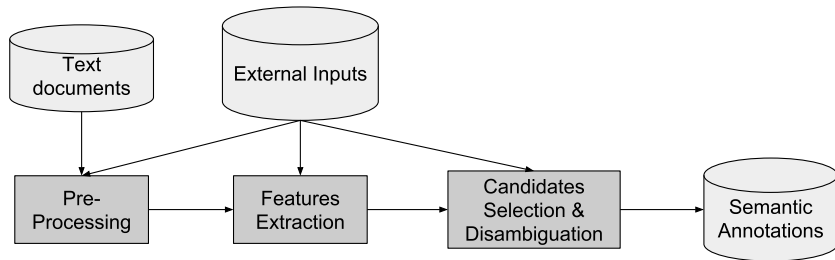 Text
documents
External Inputs
Pre-
Processing
Features
Extraction
Candidates
Selection &
Disambiguation
Semantic
Annotations